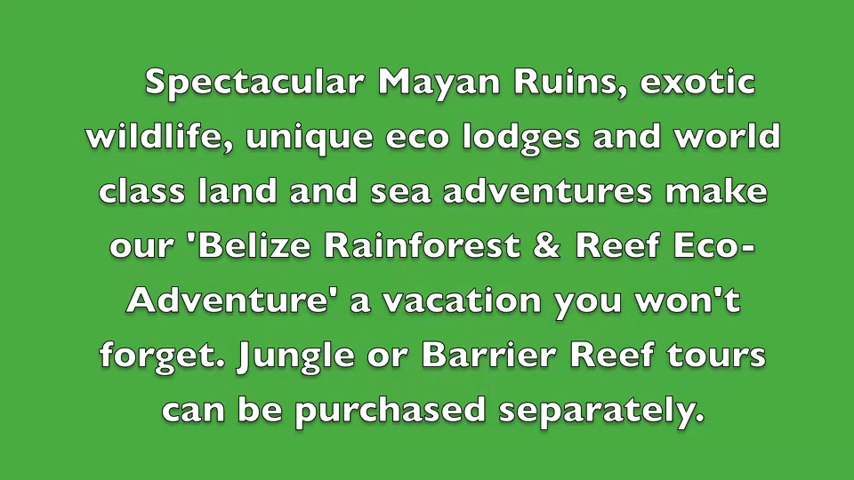 Spectacular Mayan Ruins, exotic
wildlife, unique eco lodges and world
class land and sea adventures make
our 'Belize Rainforest & Reef Eco-
Adventure' a vacation you won't
forget. Jungle or Barrier Reef tours
can be purchased separately.